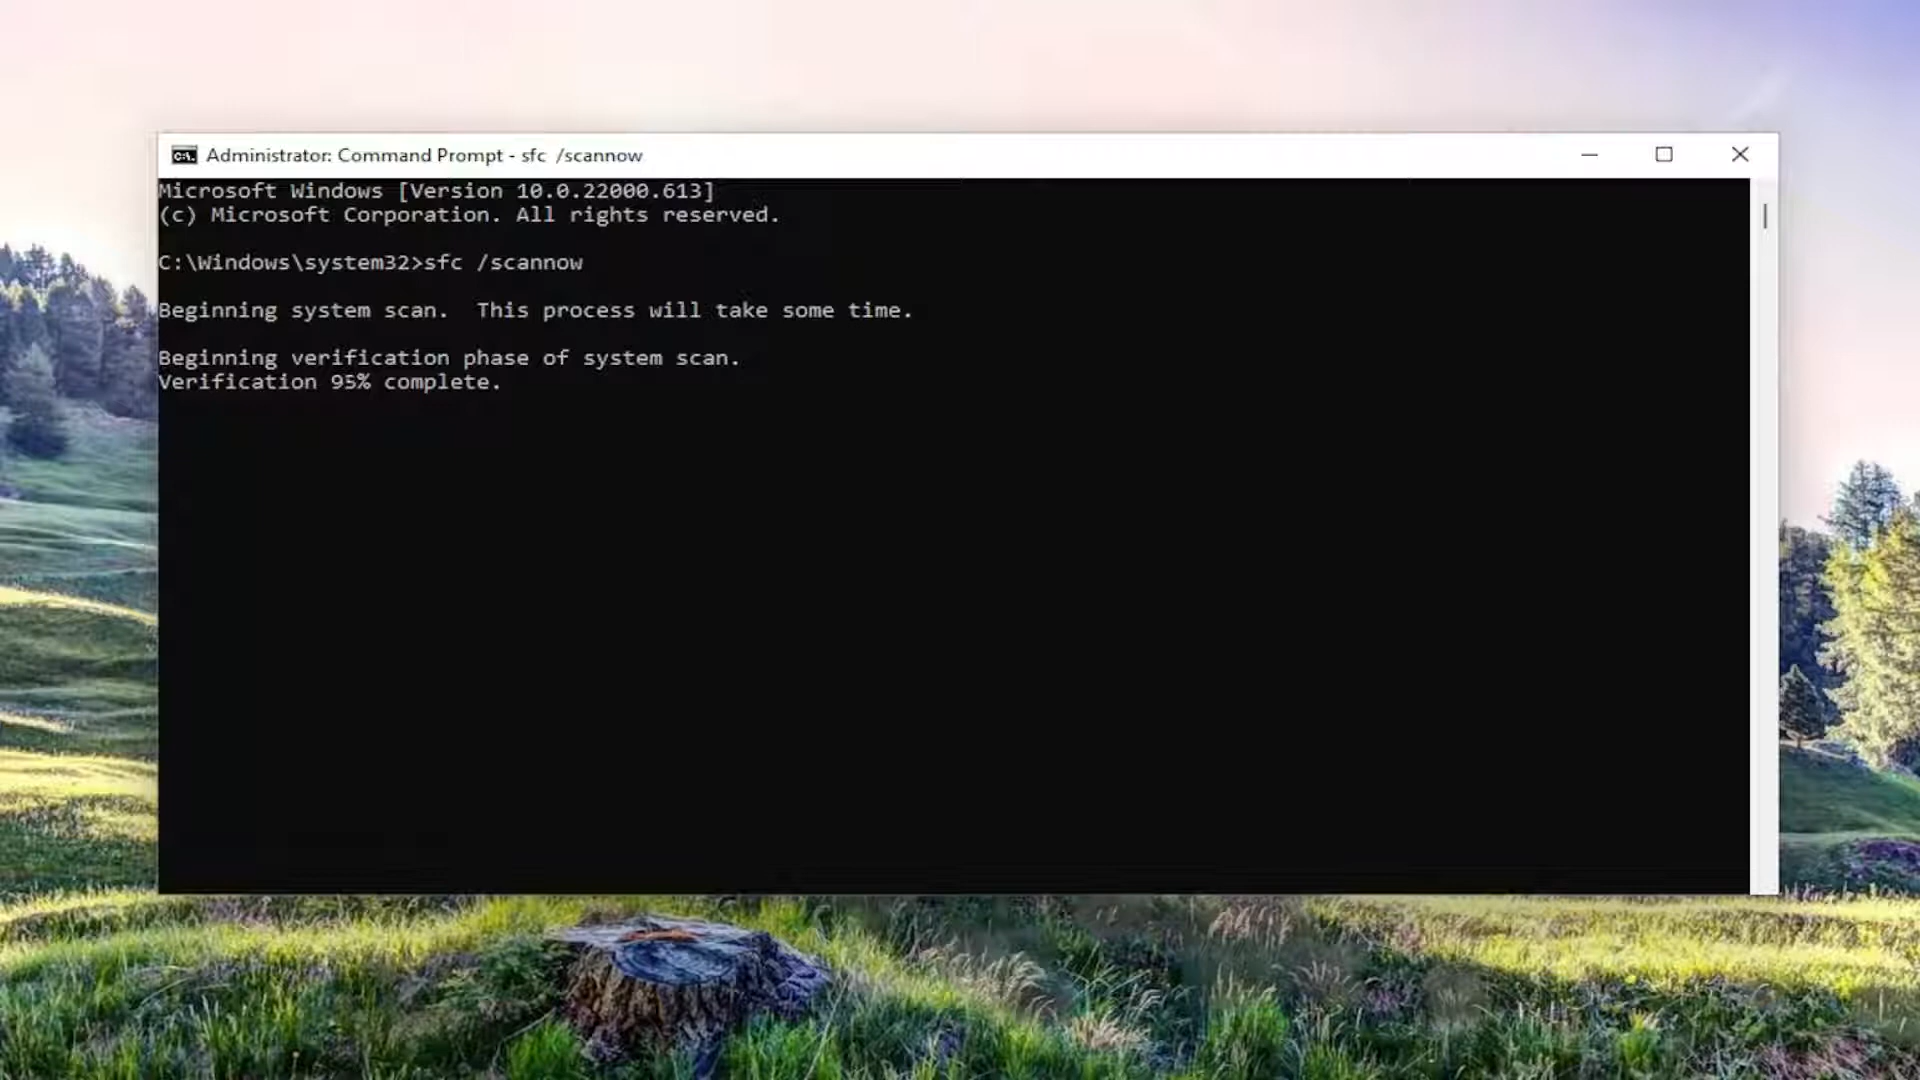 Administrator: Command Prompt - sfc  /scannow
Microsoft Windows [Version 10.0.22000.613]
(c) Microsoft Corporation. All rights reserved.
C:\Windows\system32>sfc /scannow
Beginning system scan.  This process will take some time.
Beginning verification phase of system scan.
Verification 95% complete.